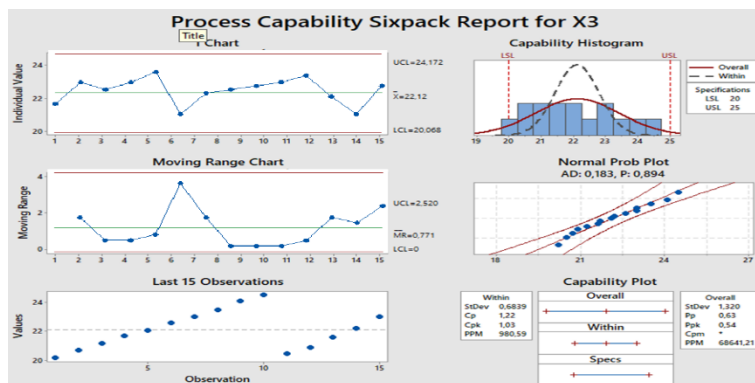 Process Capability Sixpack Report for X3
Title
I Chart
Individual Value
24
22
20
UCL=24,172
X=22,12
LCL=20,068
1 2 3 4 5 6 7 8 9 10 11 12 13 14 15
Moving Range Chart
Moving Range
4
2
0
UCL=2,520
MR=0,771
LCL=0
1 2 3 4 5 6 7 8 9 10 11 12 13 14 15
Last 15 Observations
Values
24
22
20
0 5 10 15
Observation
Capability Histogram
LSL USL
Overall
Within
Specifications
LSL 20
USL 25
19 20 21 22 23 24 25
Normal Prob Plot
AD: 0,183, P: 0,894
18 21 24 27
Capability Plot
Within
StDev 0,6839
Cp 1,22
Cpk 1,03
PPM 980,59
Overall
Within
Specs
Overall
StDev 1,320
Pp 0,63
Ppk 0,54
Cpm *
PPM 68641,21